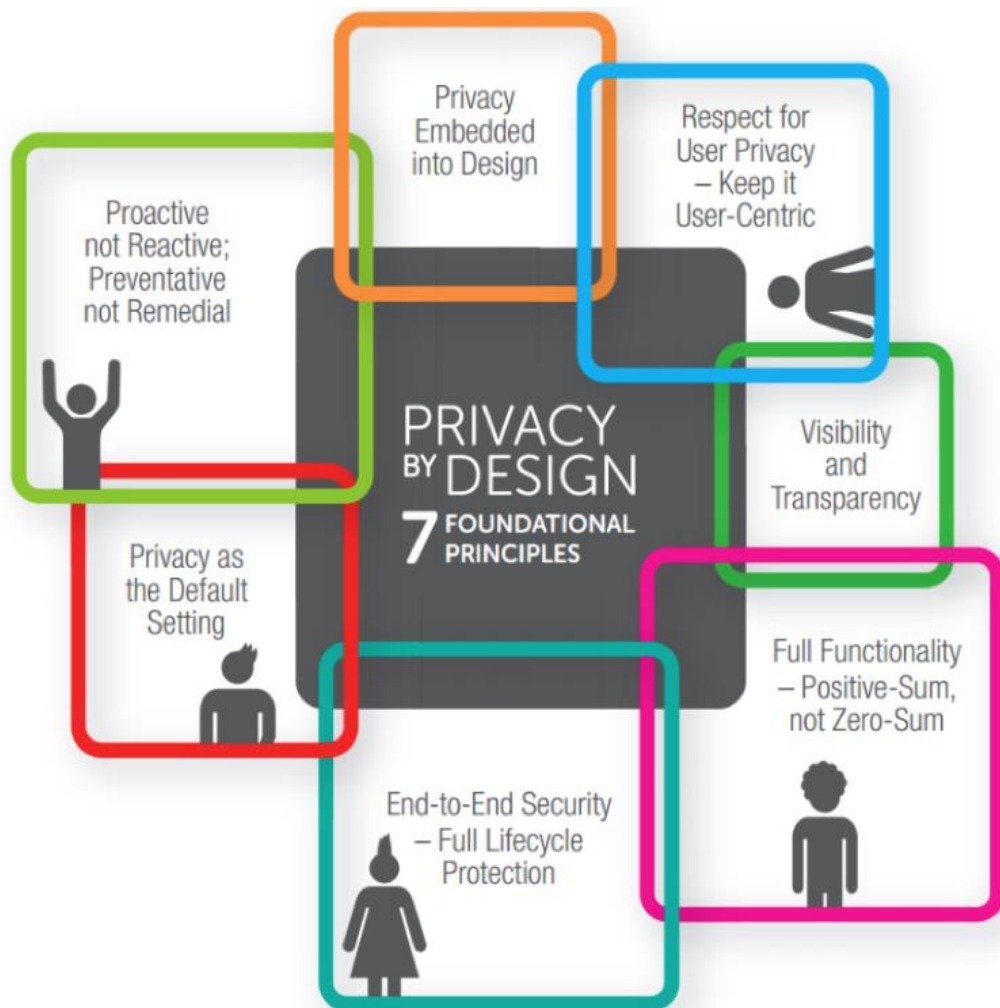 Privacy
Embedded
into Design
Respect for
User Privacy
– Keep it
User-Centric
Proactive
not Reactive;
Preventative
not Remedial
PRIVACY
BY DESIGN
7 FOUNDATIONAL
PRINCIPLES
Visibility
and
Transparency
Privacy as
the Default
Setting
Full Functionality
– Positive-Sum,
not Zero-Sum
End-to-End Security
– Full Lifecycle
Protection